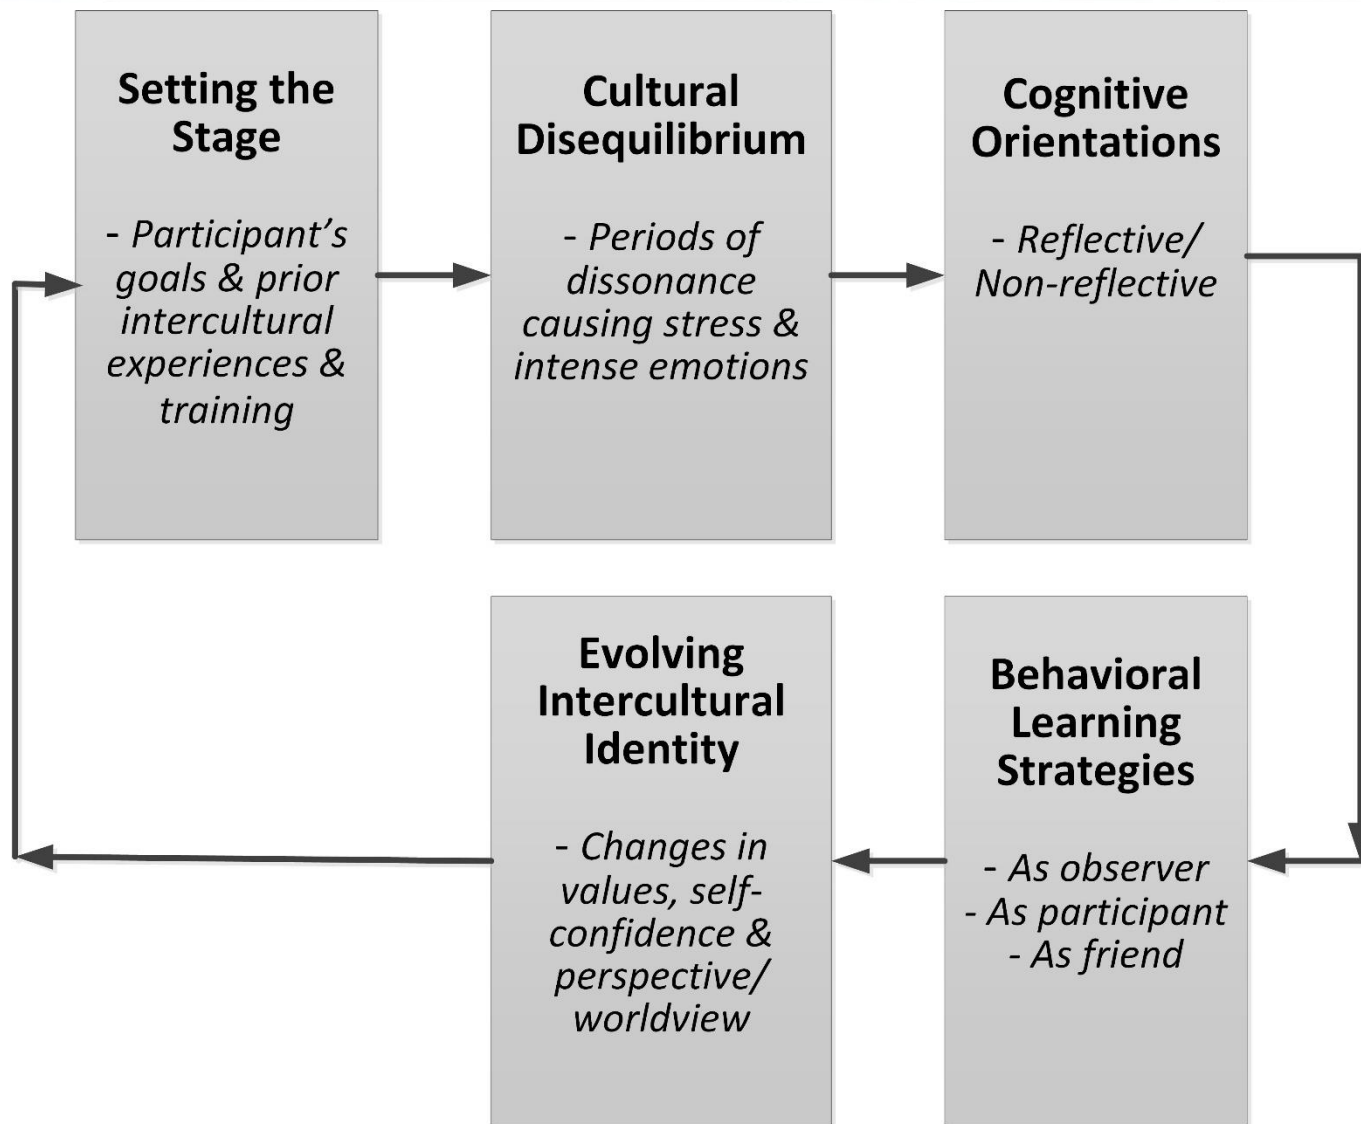 Setting the
Stage
- Participant’s
goals & prior
intercultural
experiences &
training
Cultural
Disequilibrium
- Periods of
dissonance
causing stress &
intense emotions
Cognitive
Orientations
- Reflective/
Non-reflective
Behavioral
Learning
Strategies
- As observer
- As participant
- As friend
Evolving
Intercultural
Identity
- Changes in
values, self-
confidence &
perspective/
worldview